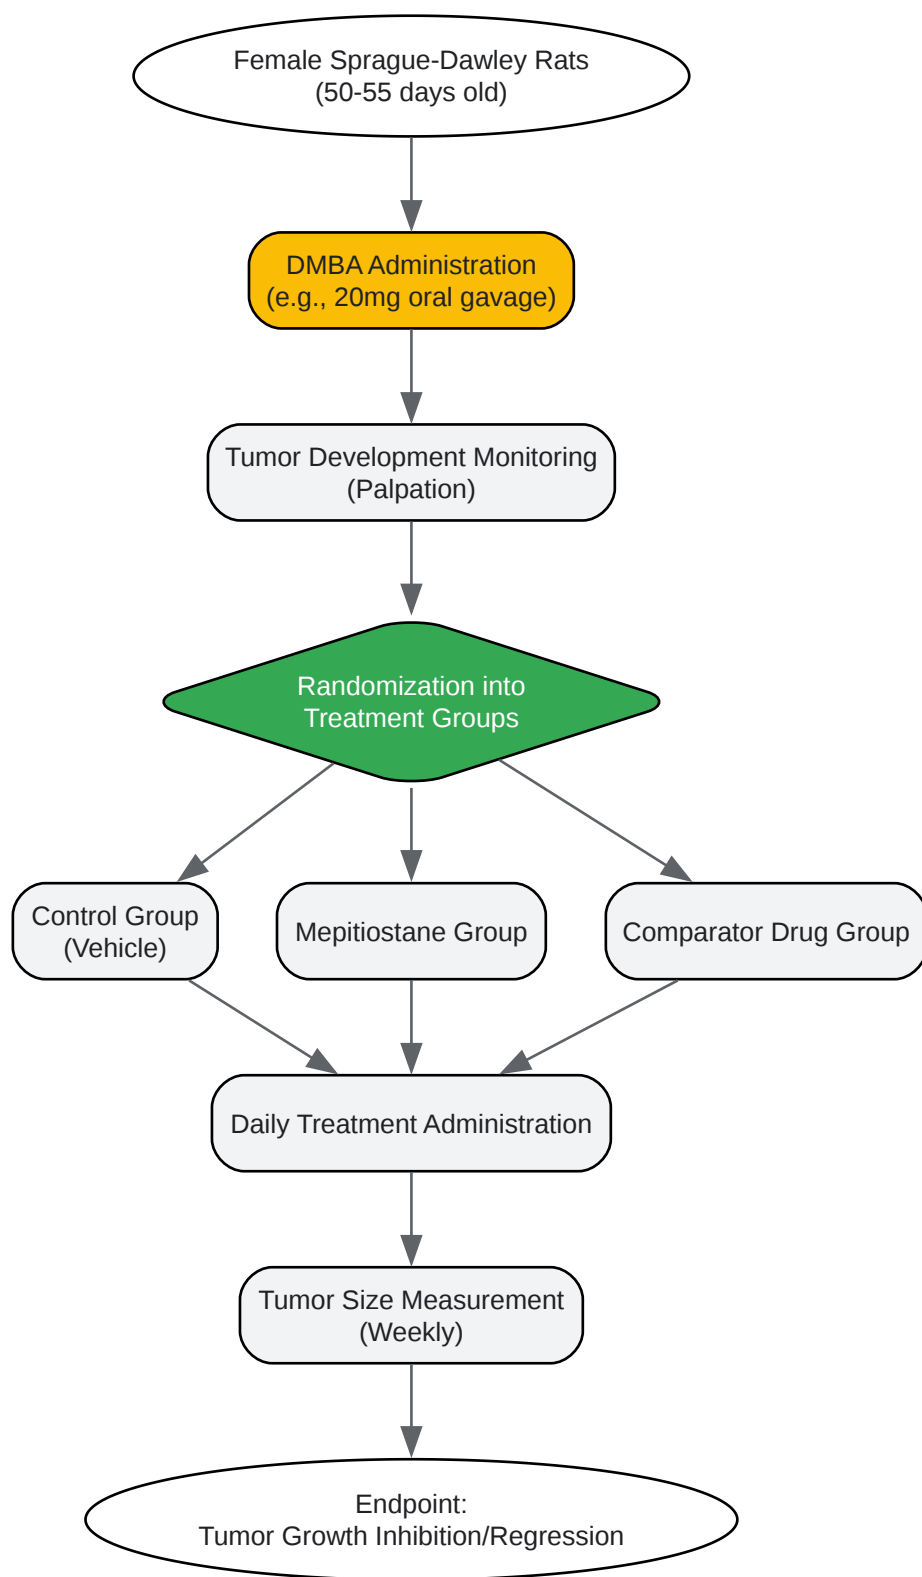 Female Sprague-Dawley Rats
(50-55 days old)
DMBA Administration
(e.g., 20mg oral gavage)
Tumor Development Monitoring
(Palpation)
Randomization into
Treatment Groups
Control Group
(Vehicle)
Mepitiostane Group
Comparator Drug Group
Daily Treatment Administration
Tumor Size Measurement
(Weekly)
Endpoint:
Tumor Growth Inhibition/Regression